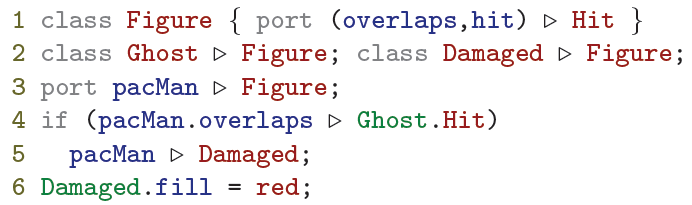 1 class Figure { port (overlaps,hit) ▷ Hit }
2 class Ghost ▷ Figure; class Damaged ▷ Figure;
3 port pacMan ▷ Figure;
4 if (pacMan.overlaps ▷ Ghost.Hit)
5   pacMan ▷ Damaged;
6 Damaged.fill = red;